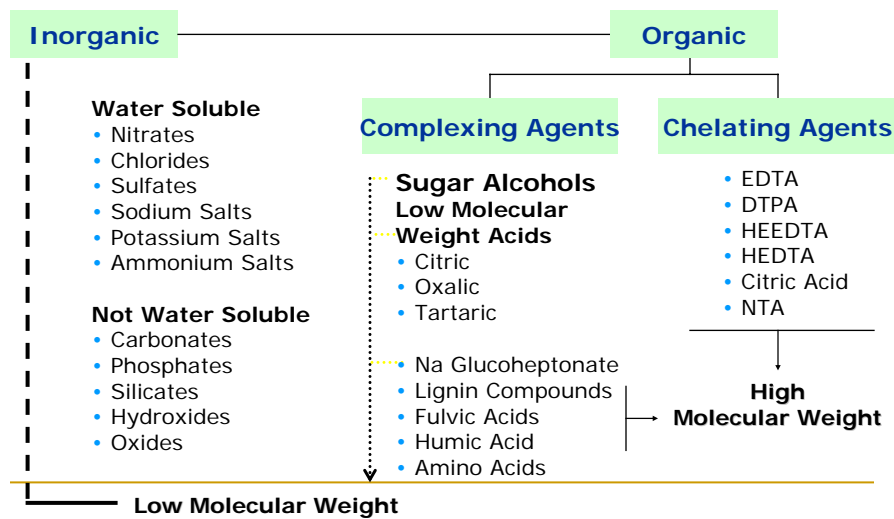 Inorganic
Organic
Water Soluble
• Nitrates
• Chlorides
• Sulfates
• Sodium Salts
• Potassium Salts
• Ammonium Salts
Not Water Soluble
• Carbonates
• Phosphates
• Silicates
• Hydroxides
• Oxides
Complexing Agents
Sugar Alcohols
Low Molecular
Weight Acids
• Citric
• Oxalic
• Tartaric
• Na Glucoheptonate
• Lignin Compounds
• Fulvic Acids
• Humic Acid
• Amino Acids
Chelating Agents
• EDTA
• DTPA
• HEEDTA
• HEDTA
• Citric Acid
• NTA
High
Molecular Weight
Low Molecular Weight